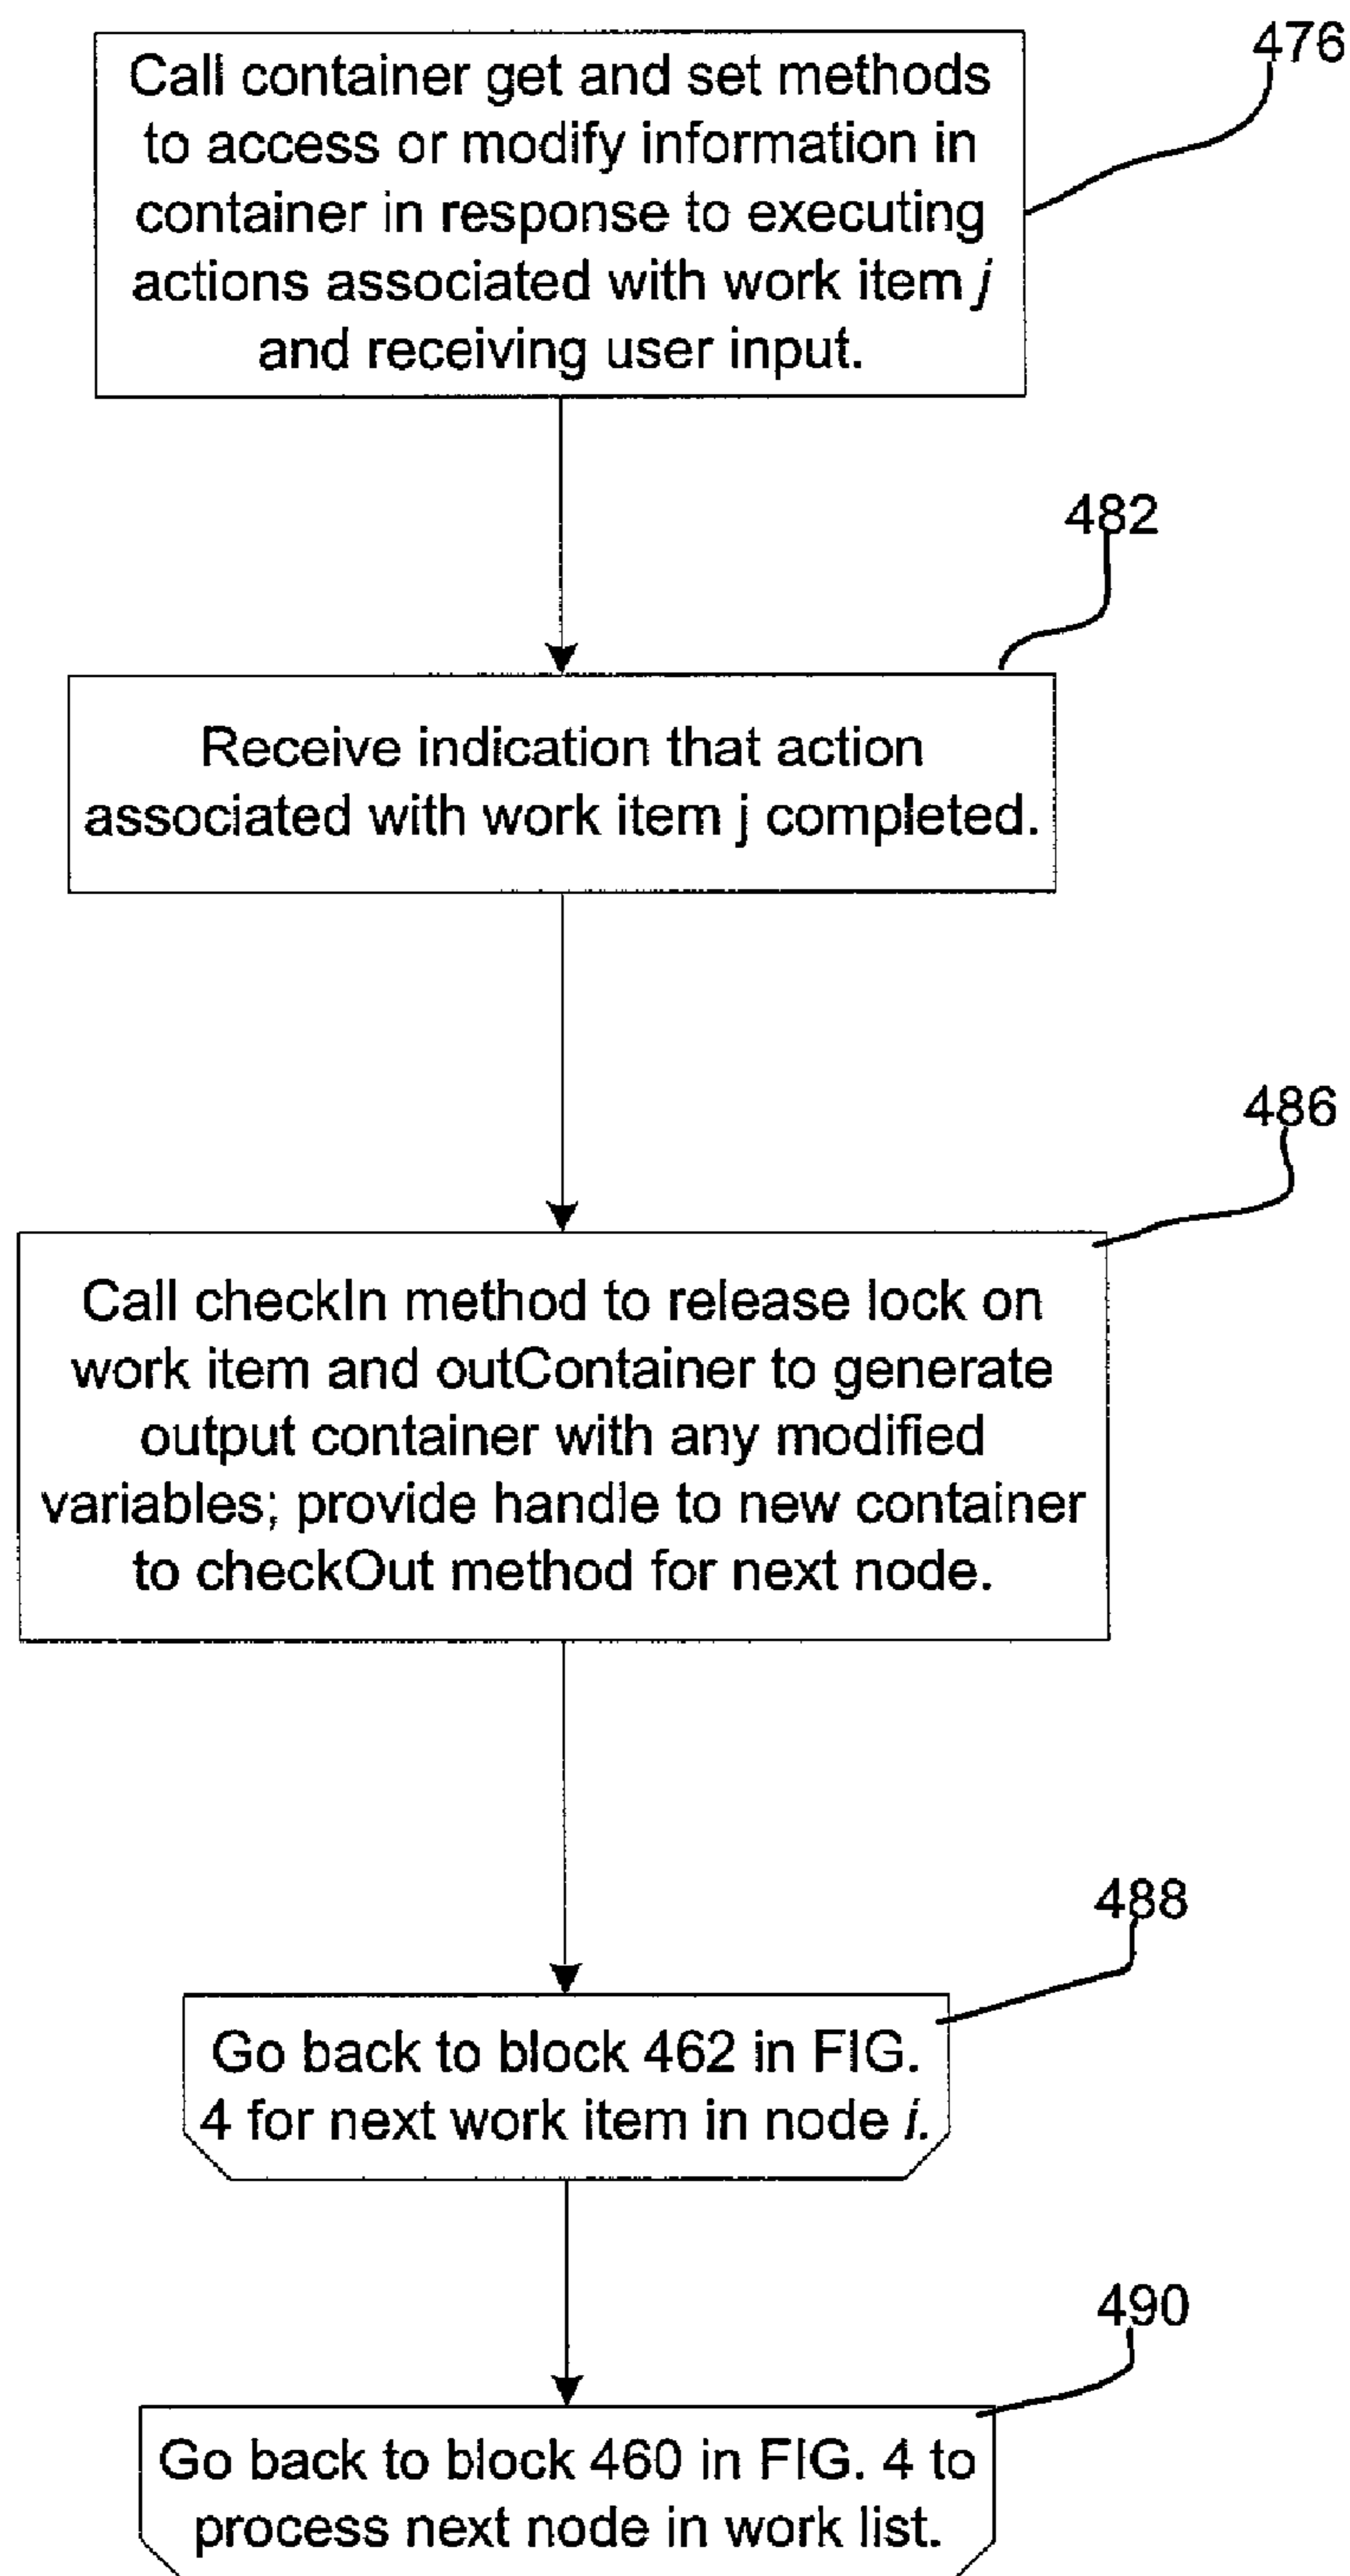 476
Call container get and set methods
to access or modify information in
container in response to executing
actions associated with work item j
and receiving user input.
482
Receive indication that action
associated with work item j completed.
486
Call checkIn method to release lock on
work item and outContainer to generate
output container with any modified
variables; provide handle to new container
to checkOut method for next node.
488
Go back to block 462 in FIG.
4 for next work item in node i.
490
Go back to block 460 in FIG. 4 to
process next node in work list.